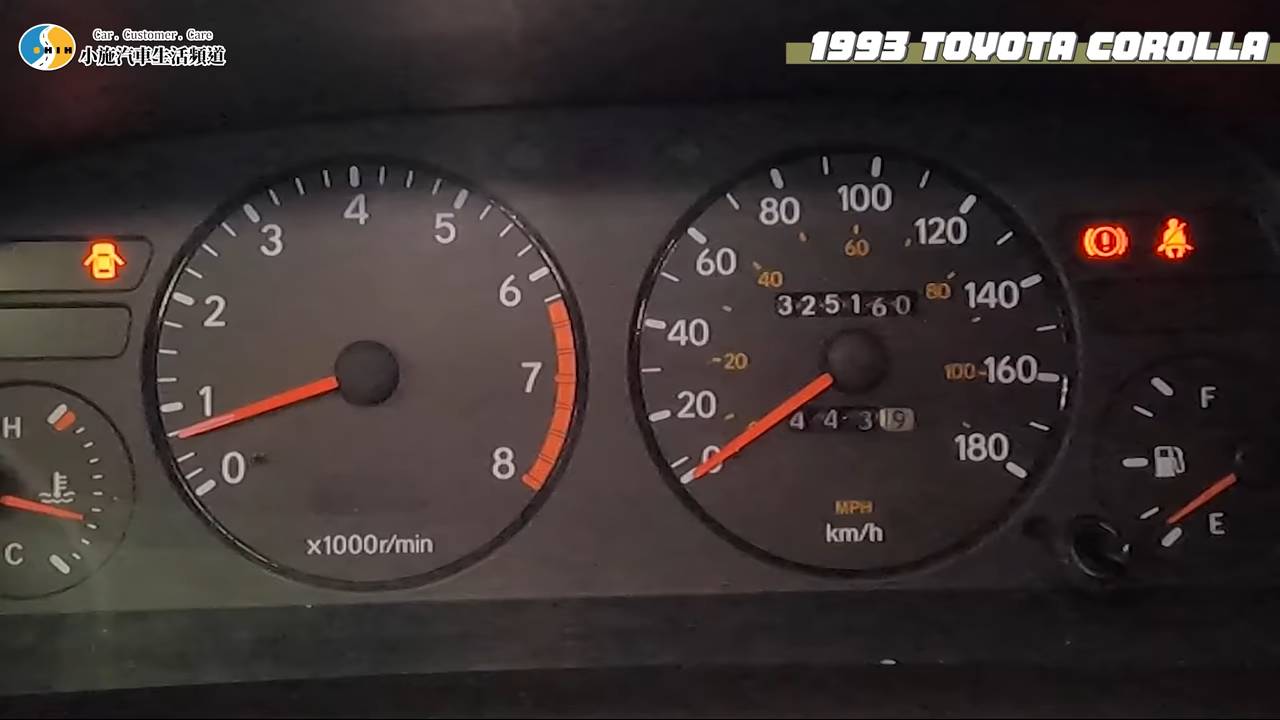 Car . Customer . Care
SHIH
小施汽車生活頻道
1993 TOYOTA COROLLA
H
C
0
1
2
3
4
5
6
7
8
x1000r/min
0
20
40
60
80
100
120
140
160
180
20
40
60
80
100
325160
44319
MPH
km/h
F
E